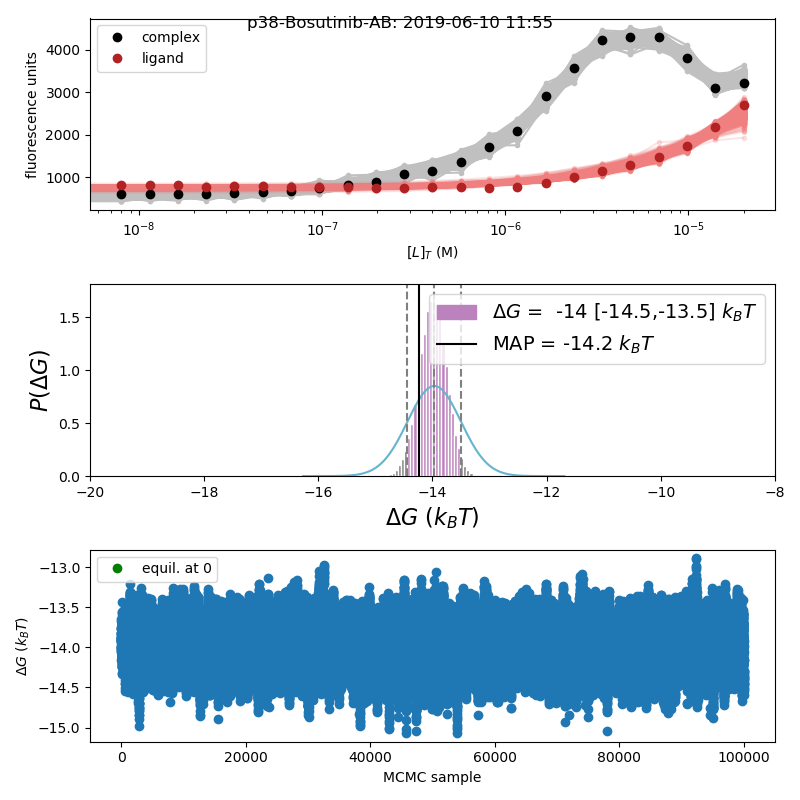 p38-Bosutinib-AB: 2019-06-10 11:55
complex
ligand
fluorescence units
4000
3000
2000
1000
10⁻⁸ 10⁻⁷ 10⁻⁶ 10⁻⁵
[L]_T (M)
ΔG = -14 [-14.5,-13.5] k_BT
MAP = -14.2 k_BT
P(ΔG)
1.5
1.0
0.5
0.0
−20 −18 −16 −14 −12 −10 −8
ΔG (k_BT)
equil. at 0
ΔG (k_BT)
−13.0
−13.5
−14.0
−14.5
−15.0
0 20000 40000 60000 80000 100000
MCMC sample